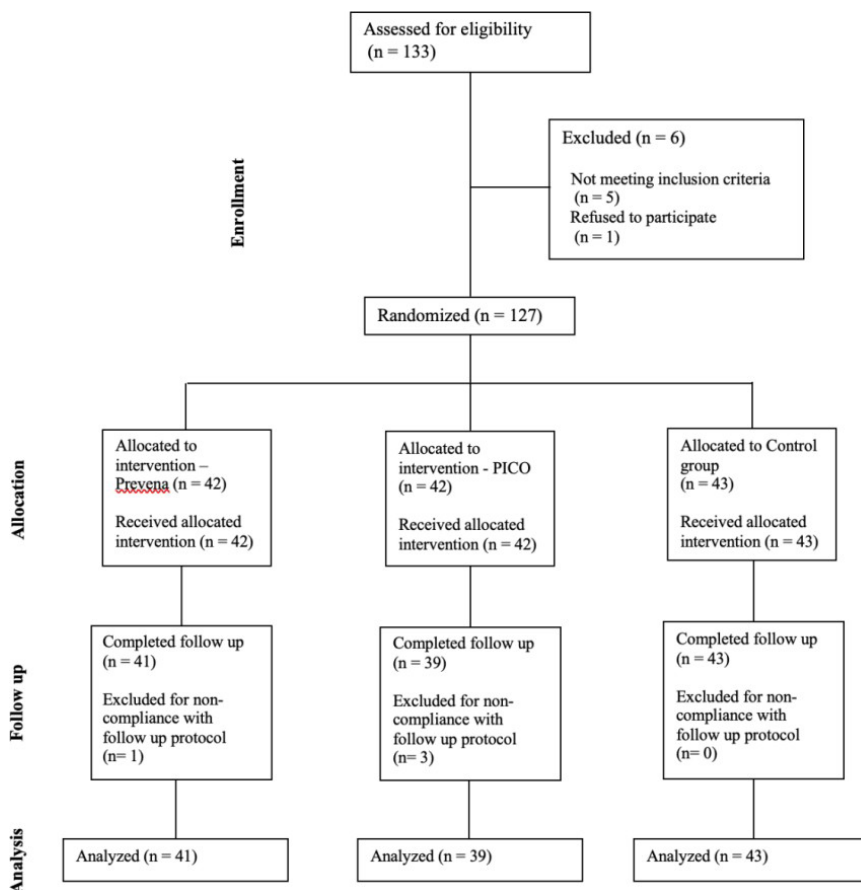 Assessed for eligibility
(n = 133)
Enrollment
Excluded (n = 6)
Not meeting inclusion criteria
(n = 5)
Refused to participate
(n = 1)
Randomized (n = 127)
Allocation
Allocated to
intervention –
Prevena (n = 42)
Received allocated
intervention (n = 42)
Allocated to
intervention - PICO
(n = 42)
Received allocated
intervention (n = 42)
Allocated to Control
group
(n = 43)
Received allocated
intervention (n = 43)
Follow up
Completed follow up
(n = 41)
Excluded for non-
compliance with
follow up protocol
(n= 1)
Completed follow up
(n = 39)
Excluded for non-
compliance with
follow up protocol
(n= 3)
Completed follow up
(n = 43)
Excluded for non-
compliance with
follow up protocol
(n= 0)
Analysis
Analyzed (n = 41)
Analyzed (n = 39)
Analyzed (n = 43)